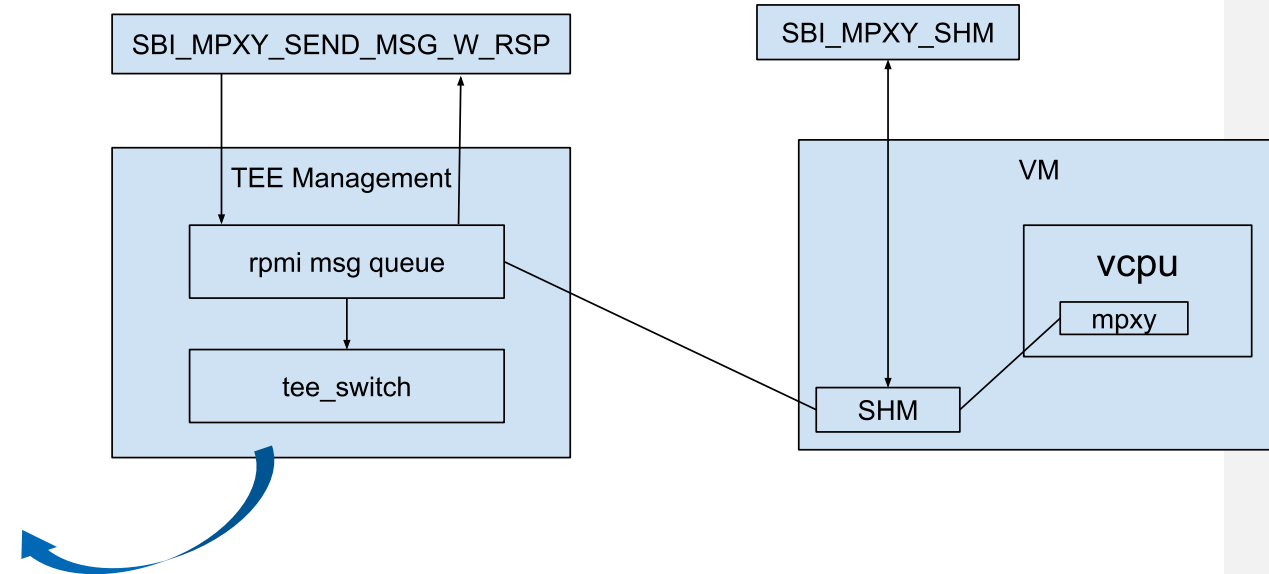 SBI_MPXY_SEND_MSG_W_RSP
SBI_MPXY_SHM
TEE Management
VM
rpmi msg queue
vcpu
mpxy
tee_switch
SHM